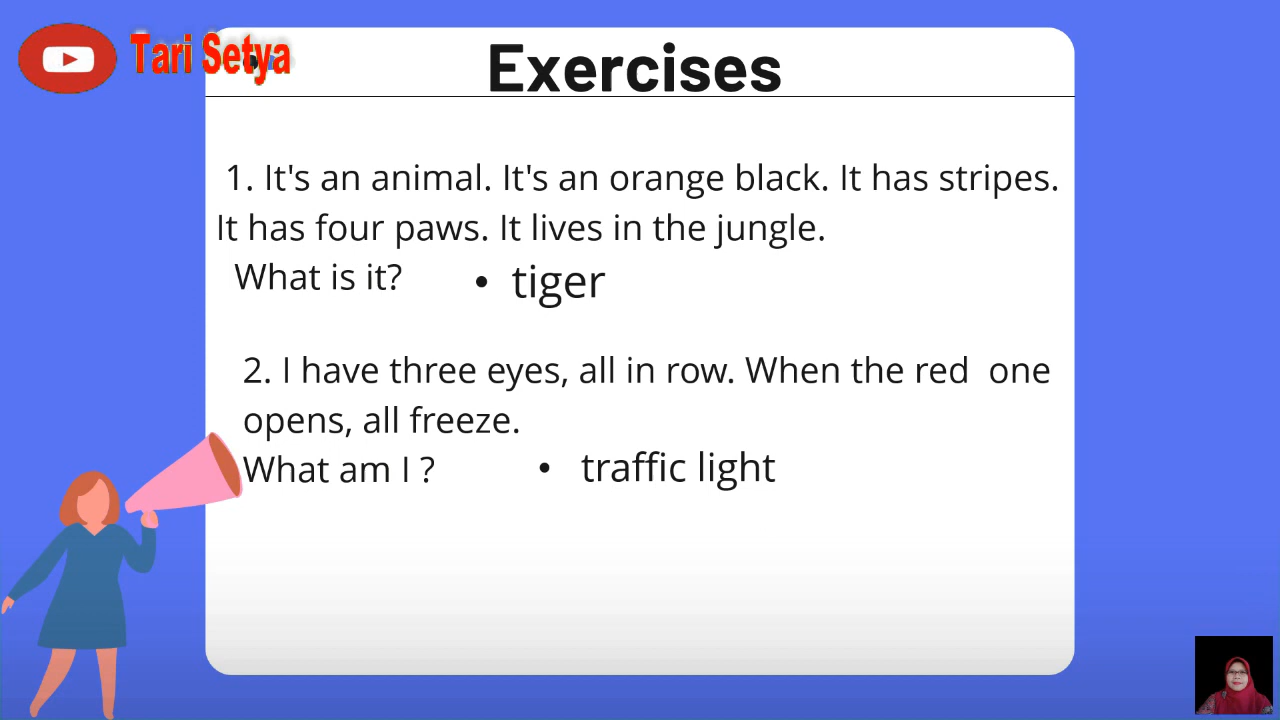 Tari Setya
Exercises
1. It's an animal. It's an orange black. It has stripes.
It has four paws. It lives in the jungle.
What is it?
• tiger
2. I have three eyes, all in row. When the red one
opens, all freeze.
What am I ?
• traffic light